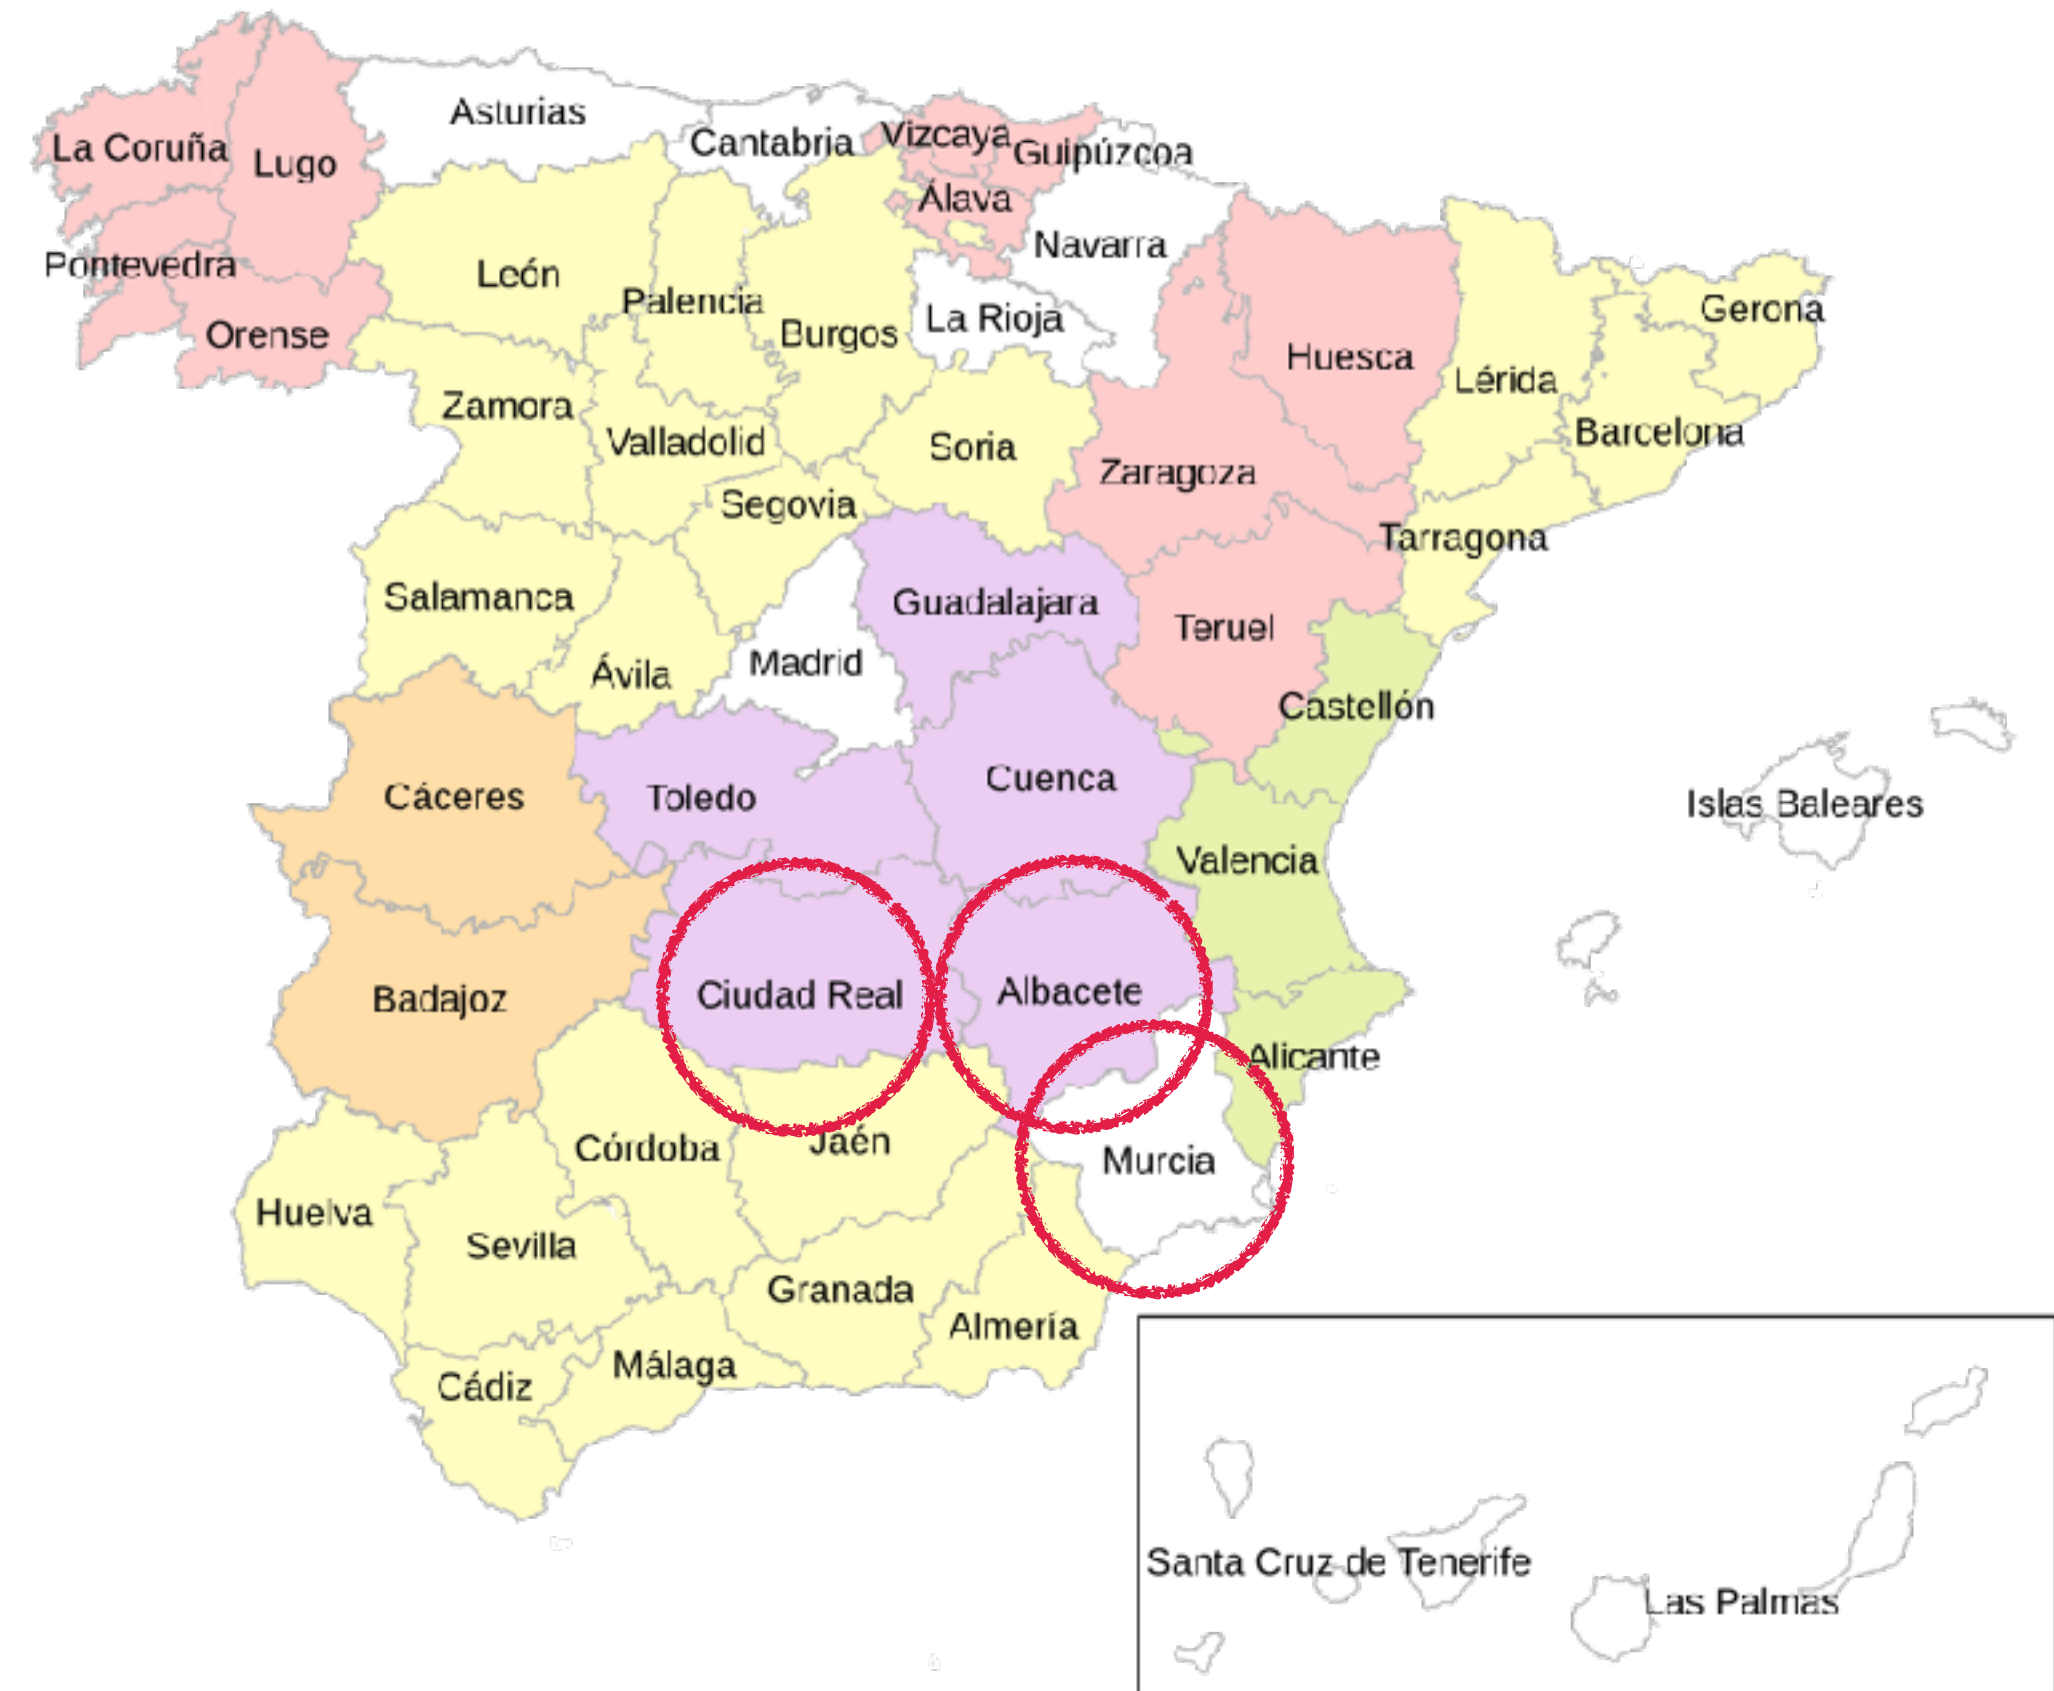 Asturias
Cantabria
Vizcaya
Guipúzcoa
La Coruña
Lugo
Álava
Navarra
Pontevedra
León
Palencia
Orense
Burgos
La Rioja
Gerona
Huesca
Lérida
Zamora
Barcelona
Valladolid
Soria
Zaragoza
Segovia
Tarragona
Salamanca
Guadalajara
Teruel
Ávila
Madrid
Castellón
Cáceres
Toledo
Cuenca
Islas Baleares
Valencia
Badajoz
Ciudad Real
Albacete
Alicante
Córdoba
Jaén
Murcia
Huelva
Sevilla
Granada
Almería
Málaga
Cádiz
Santa Cruz de Tenerife
Las Palmas